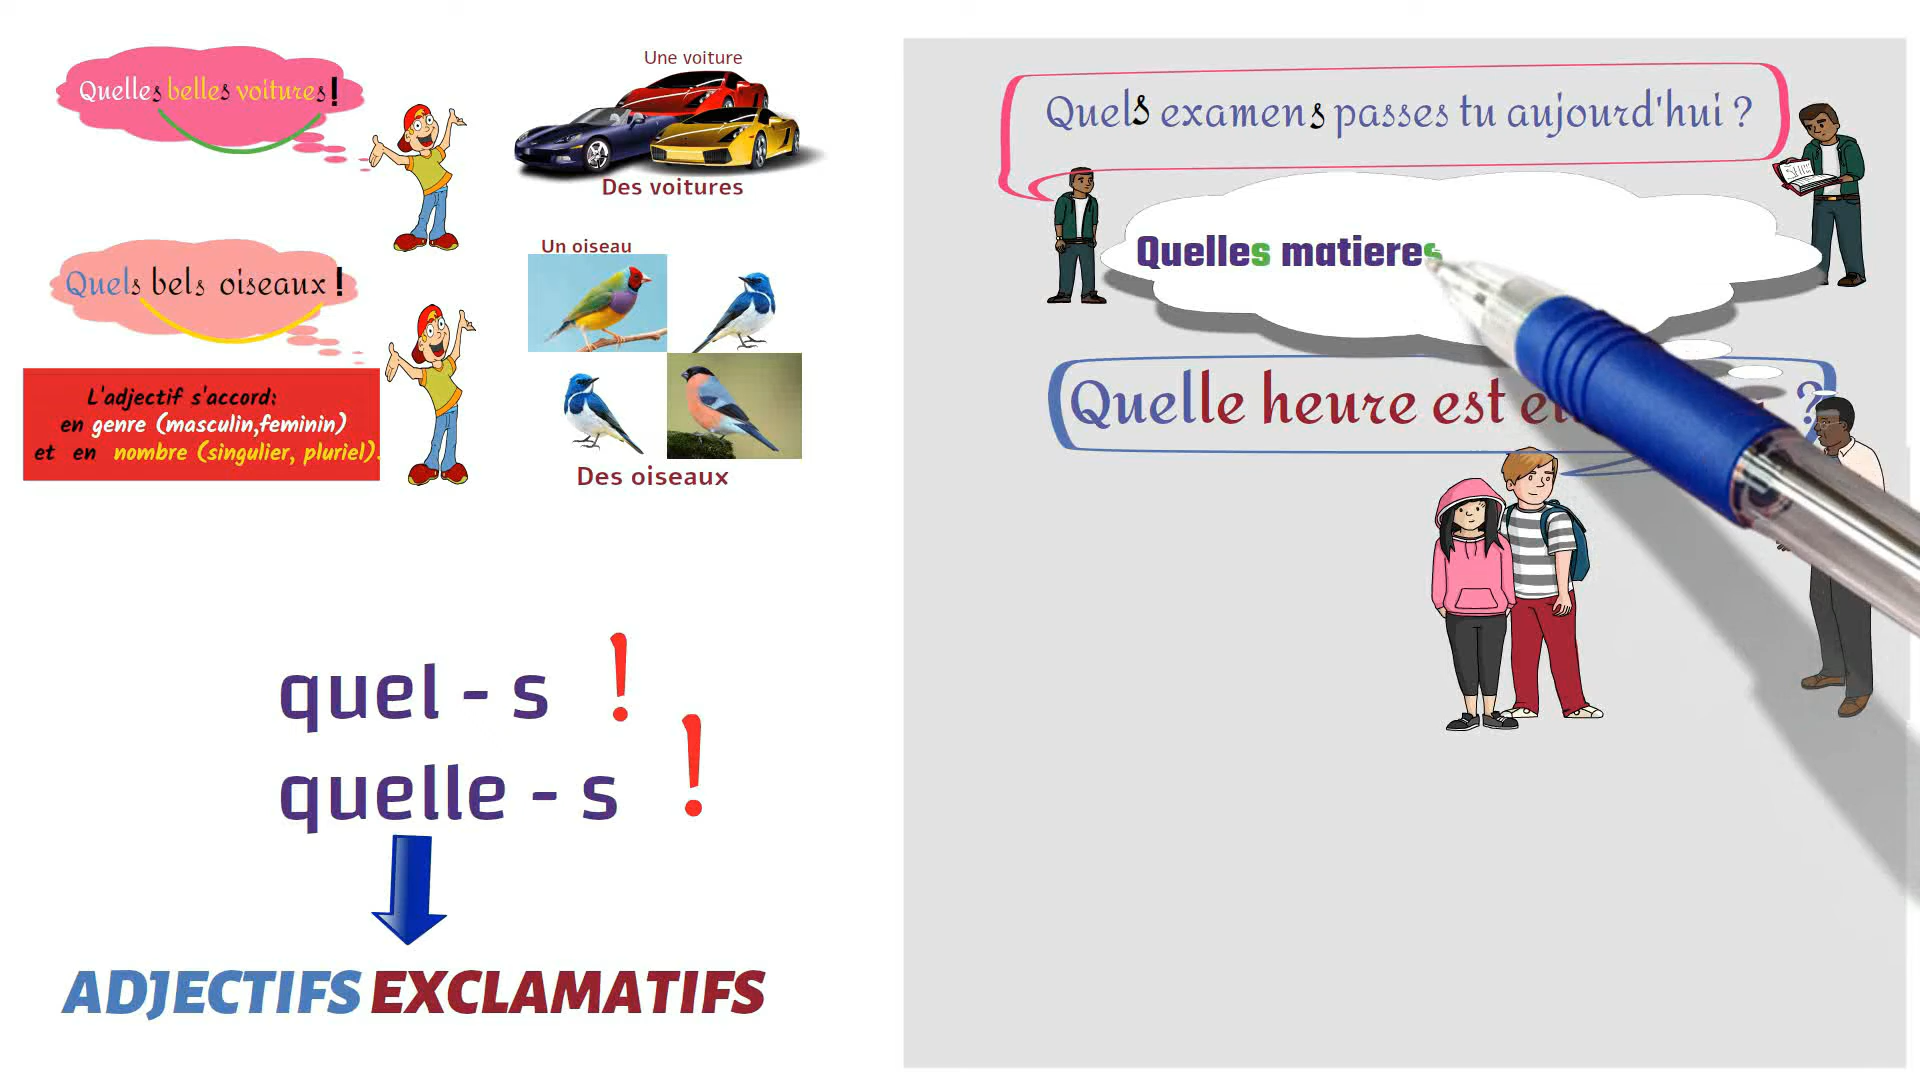 Quelles belles voitures!
Une voiture
Des voitures
Quels bels oiseaux !
Un oiseau
Des oiseaux
L'adjectif s'accord:
en genre (masculin,feminin)
et en nombre (singulier, pluriel).
quel - s !
quelle - s !
ADJECTIFS EXCLAMATIFS
Quels examens passes tu aujourd'hui ?
Quelles matieres
Quelle heure est ?